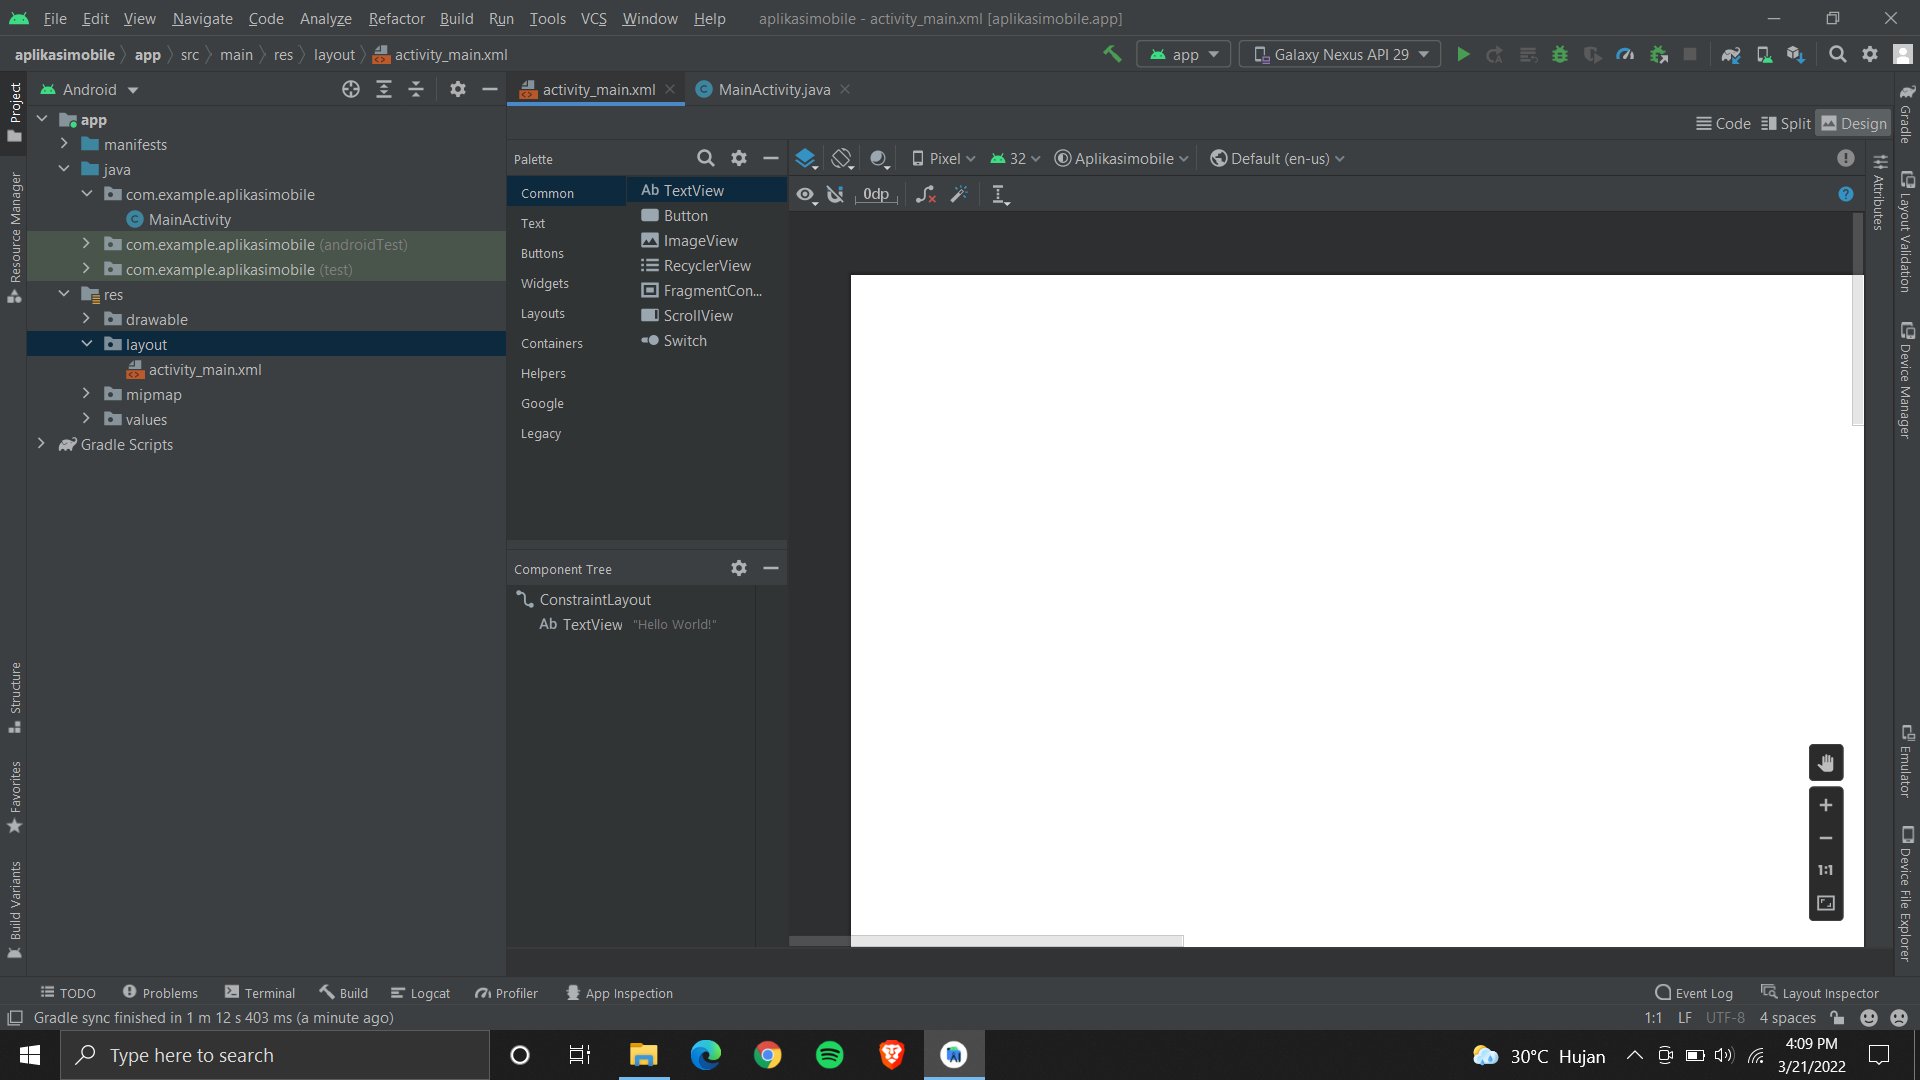 File Edit View Navigate Code Analyze Refactor Build Run Tools VCS Window Help aplikasimobile - activity_main.xml [aplikasimobile.app]
aplikasimobile app src main res layout activity_main.xml app Galaxy Nexus API 29
Project
Resource Manager
Structure
Favorites
Build Variants
Android
app
manifests
java
com.example.aplikasimobile
MainActivity
com.example.aplikasimobile (androidTest)
com.example.aplikasimobile (test)
res
drawable
layout
activity_main.xml
mipmap
values
Gradle Scripts
activity_main.xml MainActivity.java
Code Split Design
Palette
Common
Text
Buttons
Widgets
Layouts
Containers
Helpers
Google
Legacy
Ab TextView
Button
ImageView
RecyclerView
FragmentCon...
ScrollView
Switch
Pixel 32 Aplikasimobile Default (en-us)
0dp
Component Tree
ConstraintLayout
Ab TextView "Hello World!"
1:1
Attributes
Gradle
Layout Validation
Device Manager
Emulator
Device File Explorer
TODO Problems Terminal Build Logcat Profiler App Inspection Event Log Layout Inspector
Gradle sync finished in 1 m 12 s 403 ms (a minute ago) 1:1 LF UTF-8 4 spaces
Type here to search
30°C Hujan
4:09 PM
3/21/2022